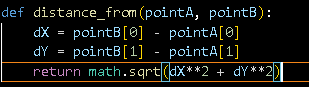 def distance_from(pointA, pointB):
    dX = pointB[0] - pointA[0]
    dY = pointB[1] - pointA[1]
    return math.sqrt(dX**2 + dY**2)